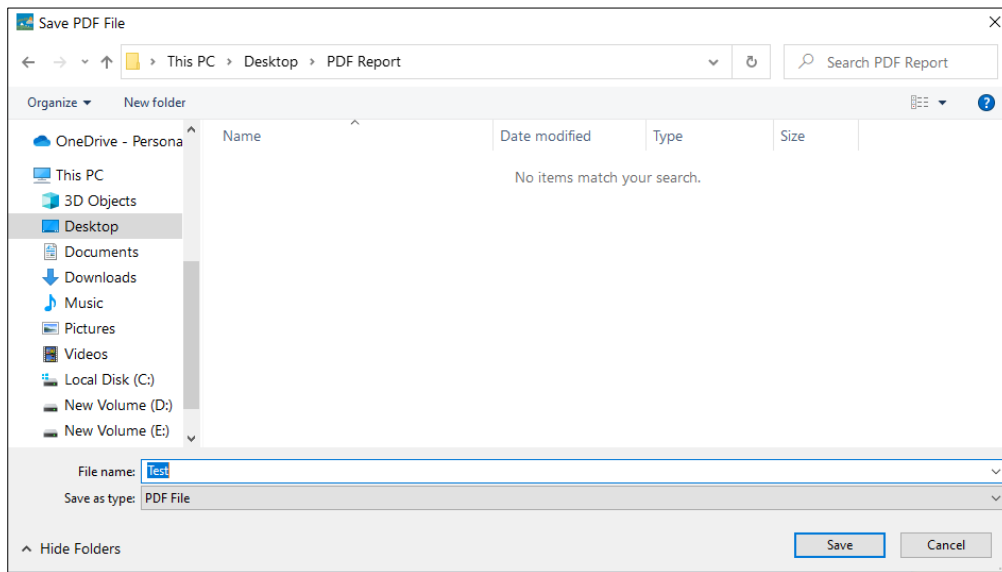 Save PDF File
This PC > Desktop > PDF Report
Search PDF Report
Organize
New folder
?
Name
Date modified
Type
Size
No items match your search.
OneDrive - Persona
This PC
3D Objects
Desktop
Documents
Downloads
Music
Pictures
Videos
Local Disk (C:)
New Volume (D:)
New Volume (E:)
File name: Test
Save as type: PDF File
Hide Folders
Save
Cancel